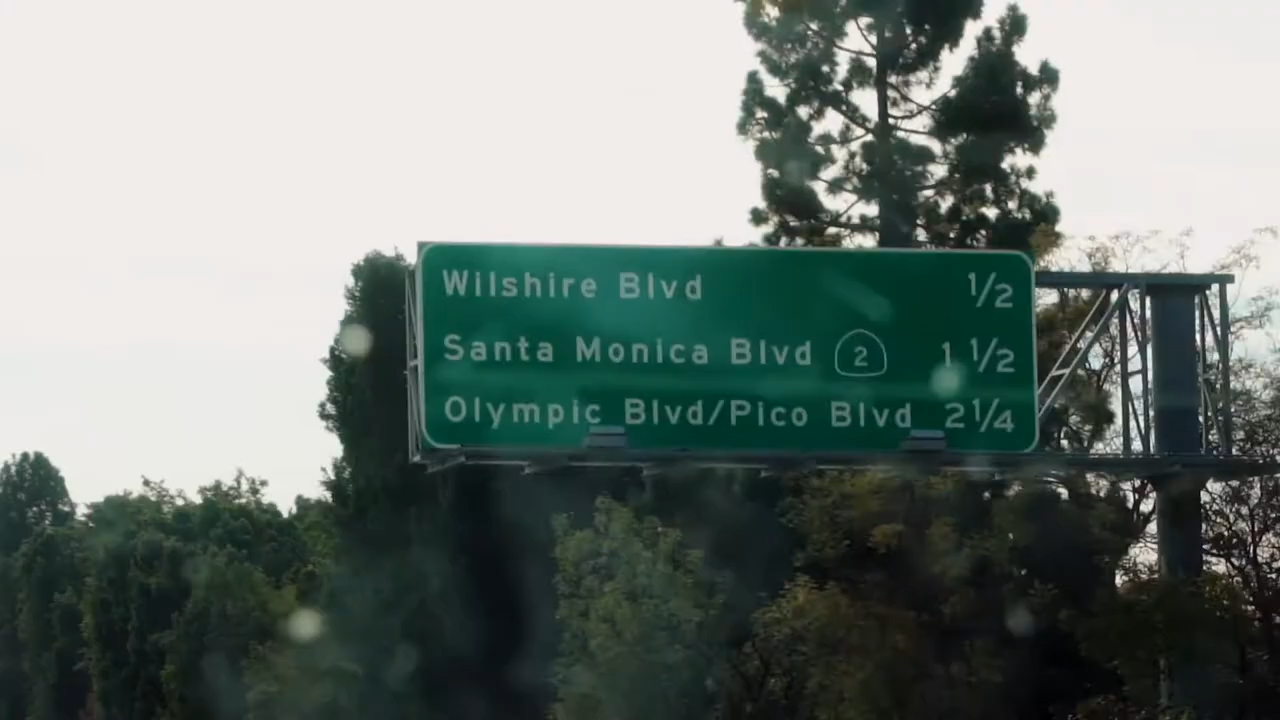 Wilshire Blvd 1/2
Santa Monica Blvd 2 1 1/2
Olympic Blvd/Pico Blvd 2 1/4